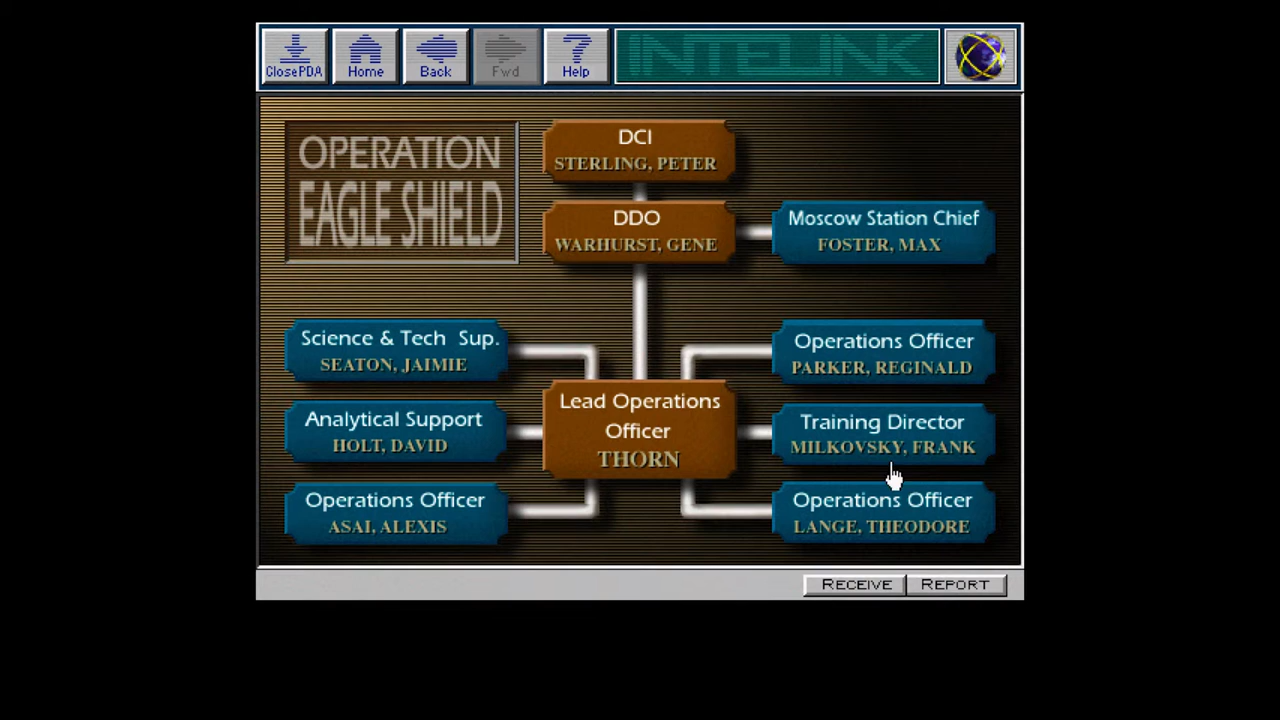 ClosePDA
Home
Back
Fwd
?
Help
INTELINK
OPERATION
EAGLE SHIELD
DCI
STERLING, PETER
DDO
WARHURST, GENE
Moscow Station Chief
FOSTER, MAX
Science & Tech Sup.
SEATON, JAIMIE
Analytical Support
HOLT, DAVID
Operations Officer
ASAI, ALEXIS
Lead Operations
Officer
THORN
Operations Officer
PARKER, REGINALD
Training Director
MILKOVSKY, FRANK
Operations Officer
LANGE, THEODORE
RECEIVE
REPORT